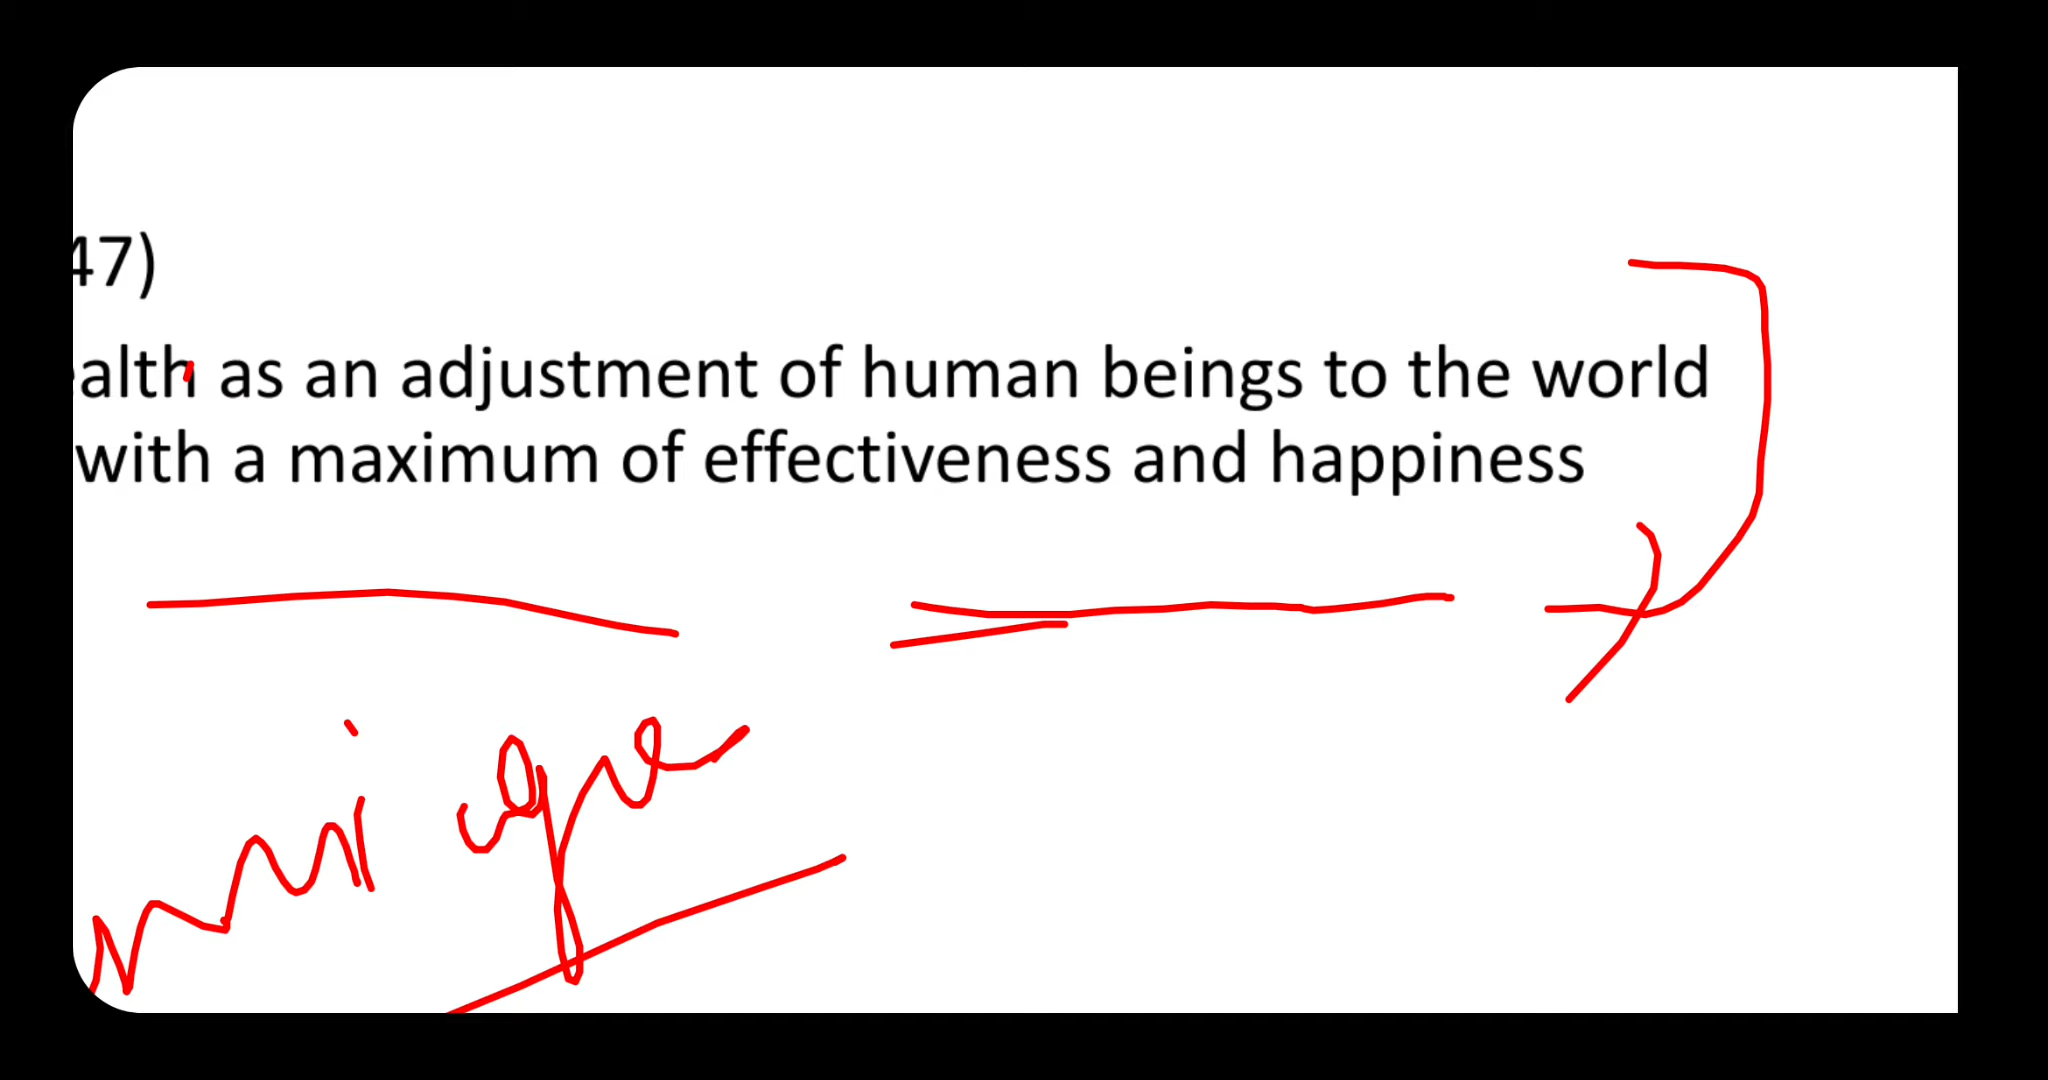 47)
alth as an adjustment of human beings to the world
with a maximum of effectiveness and happiness